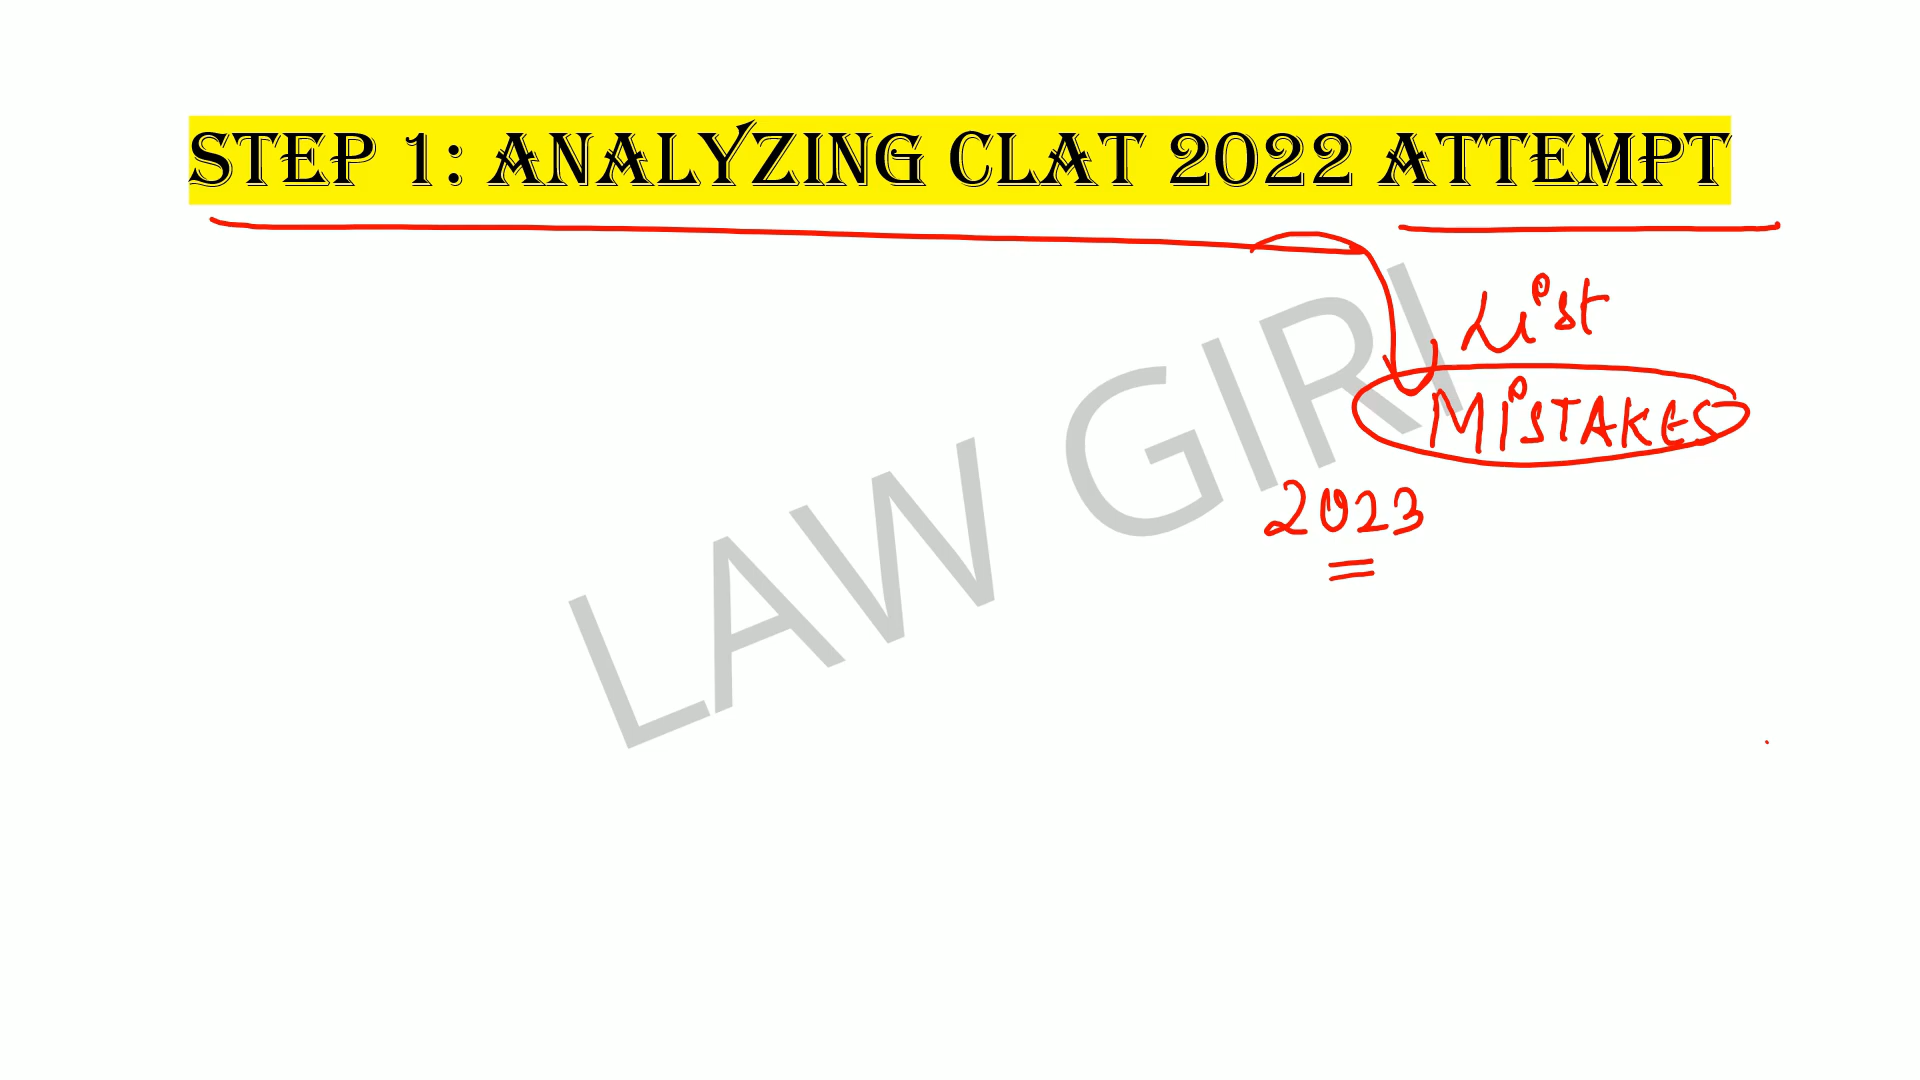 STEP 1: ANALYZING CLAT 2022 ATTEMPT
List
MISTAKES
2023
LAW GIRI